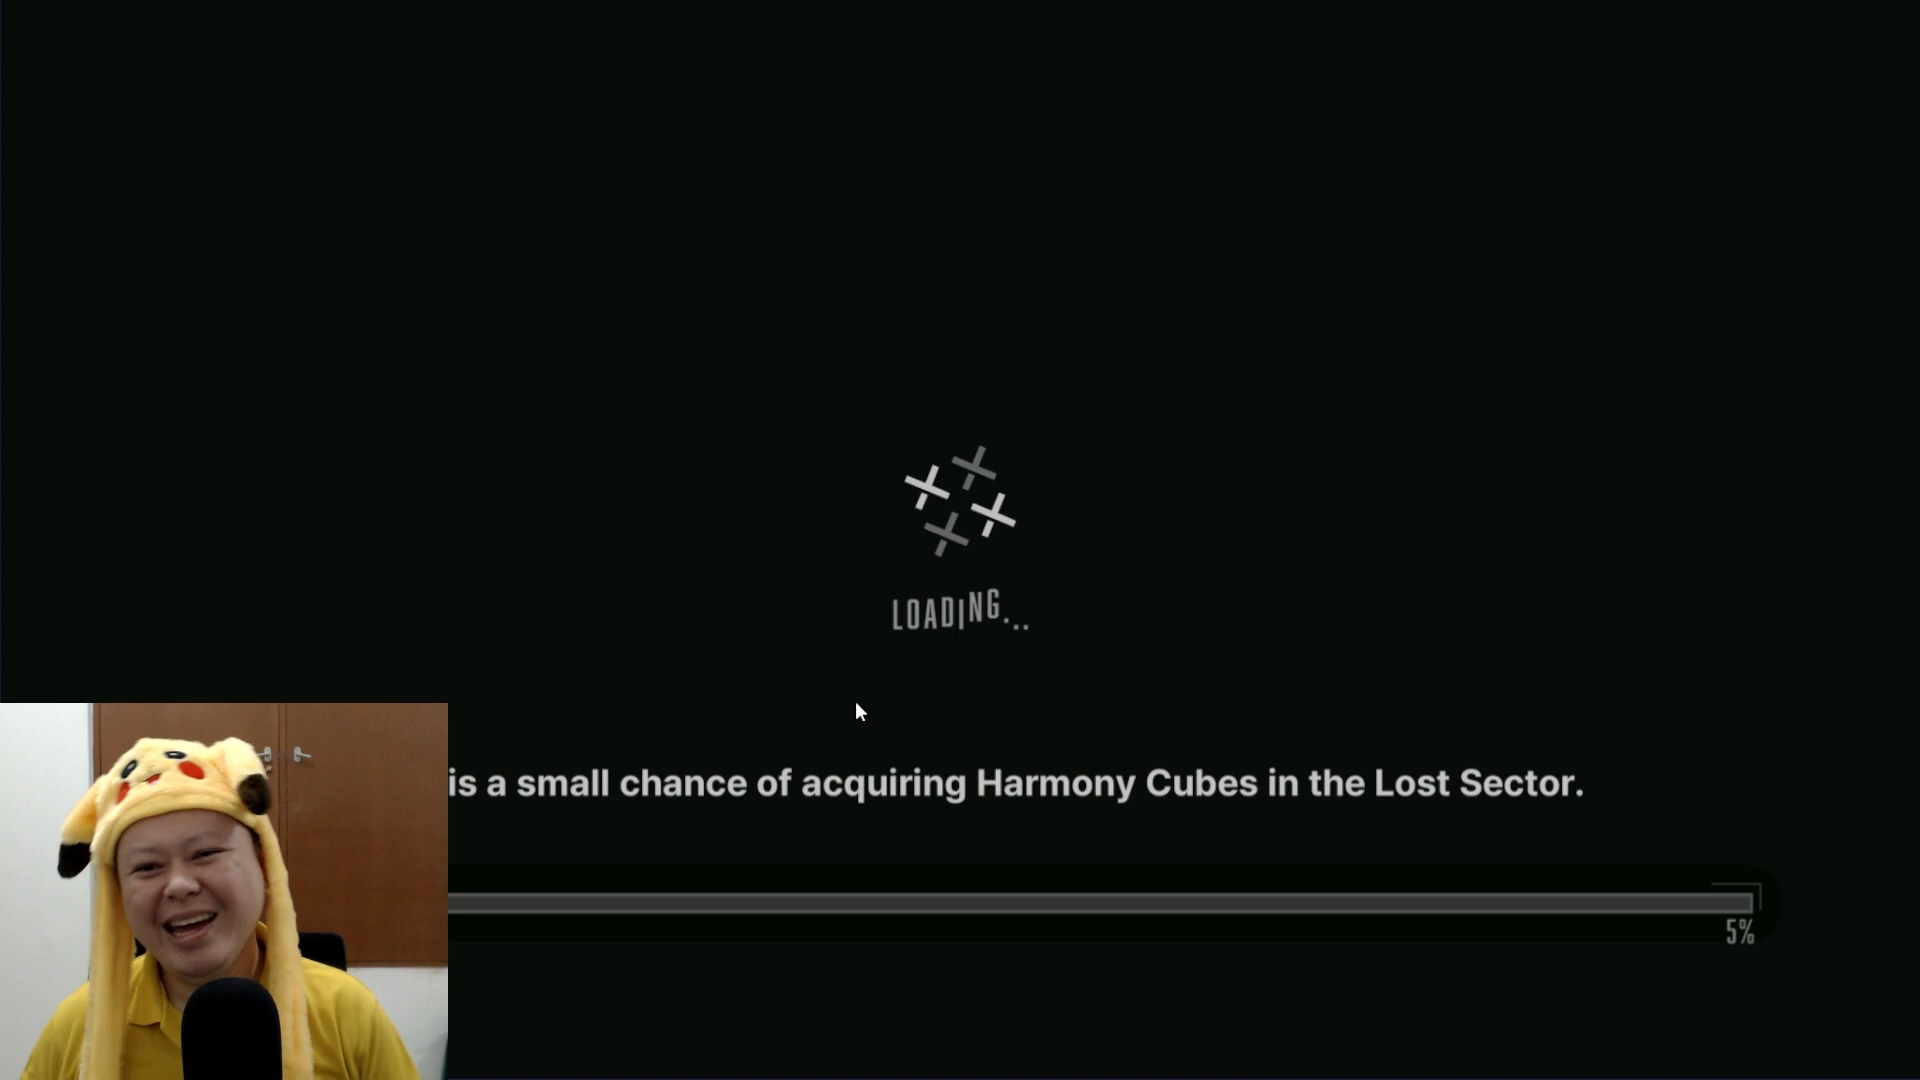 LOADING...
is a small chance of acquiring Harmony Cubes in the Lost Sector.
5%